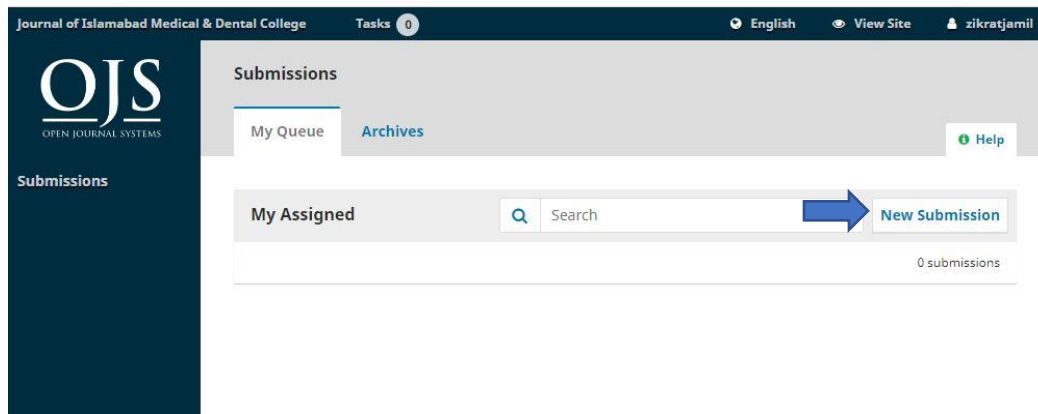 Journal of Islamabad Medical & Dental College Tasks 0 English View Site zikratjamil
OJS
OPEN JOURNAL SYSTEMS
Submissions
Submissions
My Queue Archives
Help
My Assigned Search New Submission
0 submissions